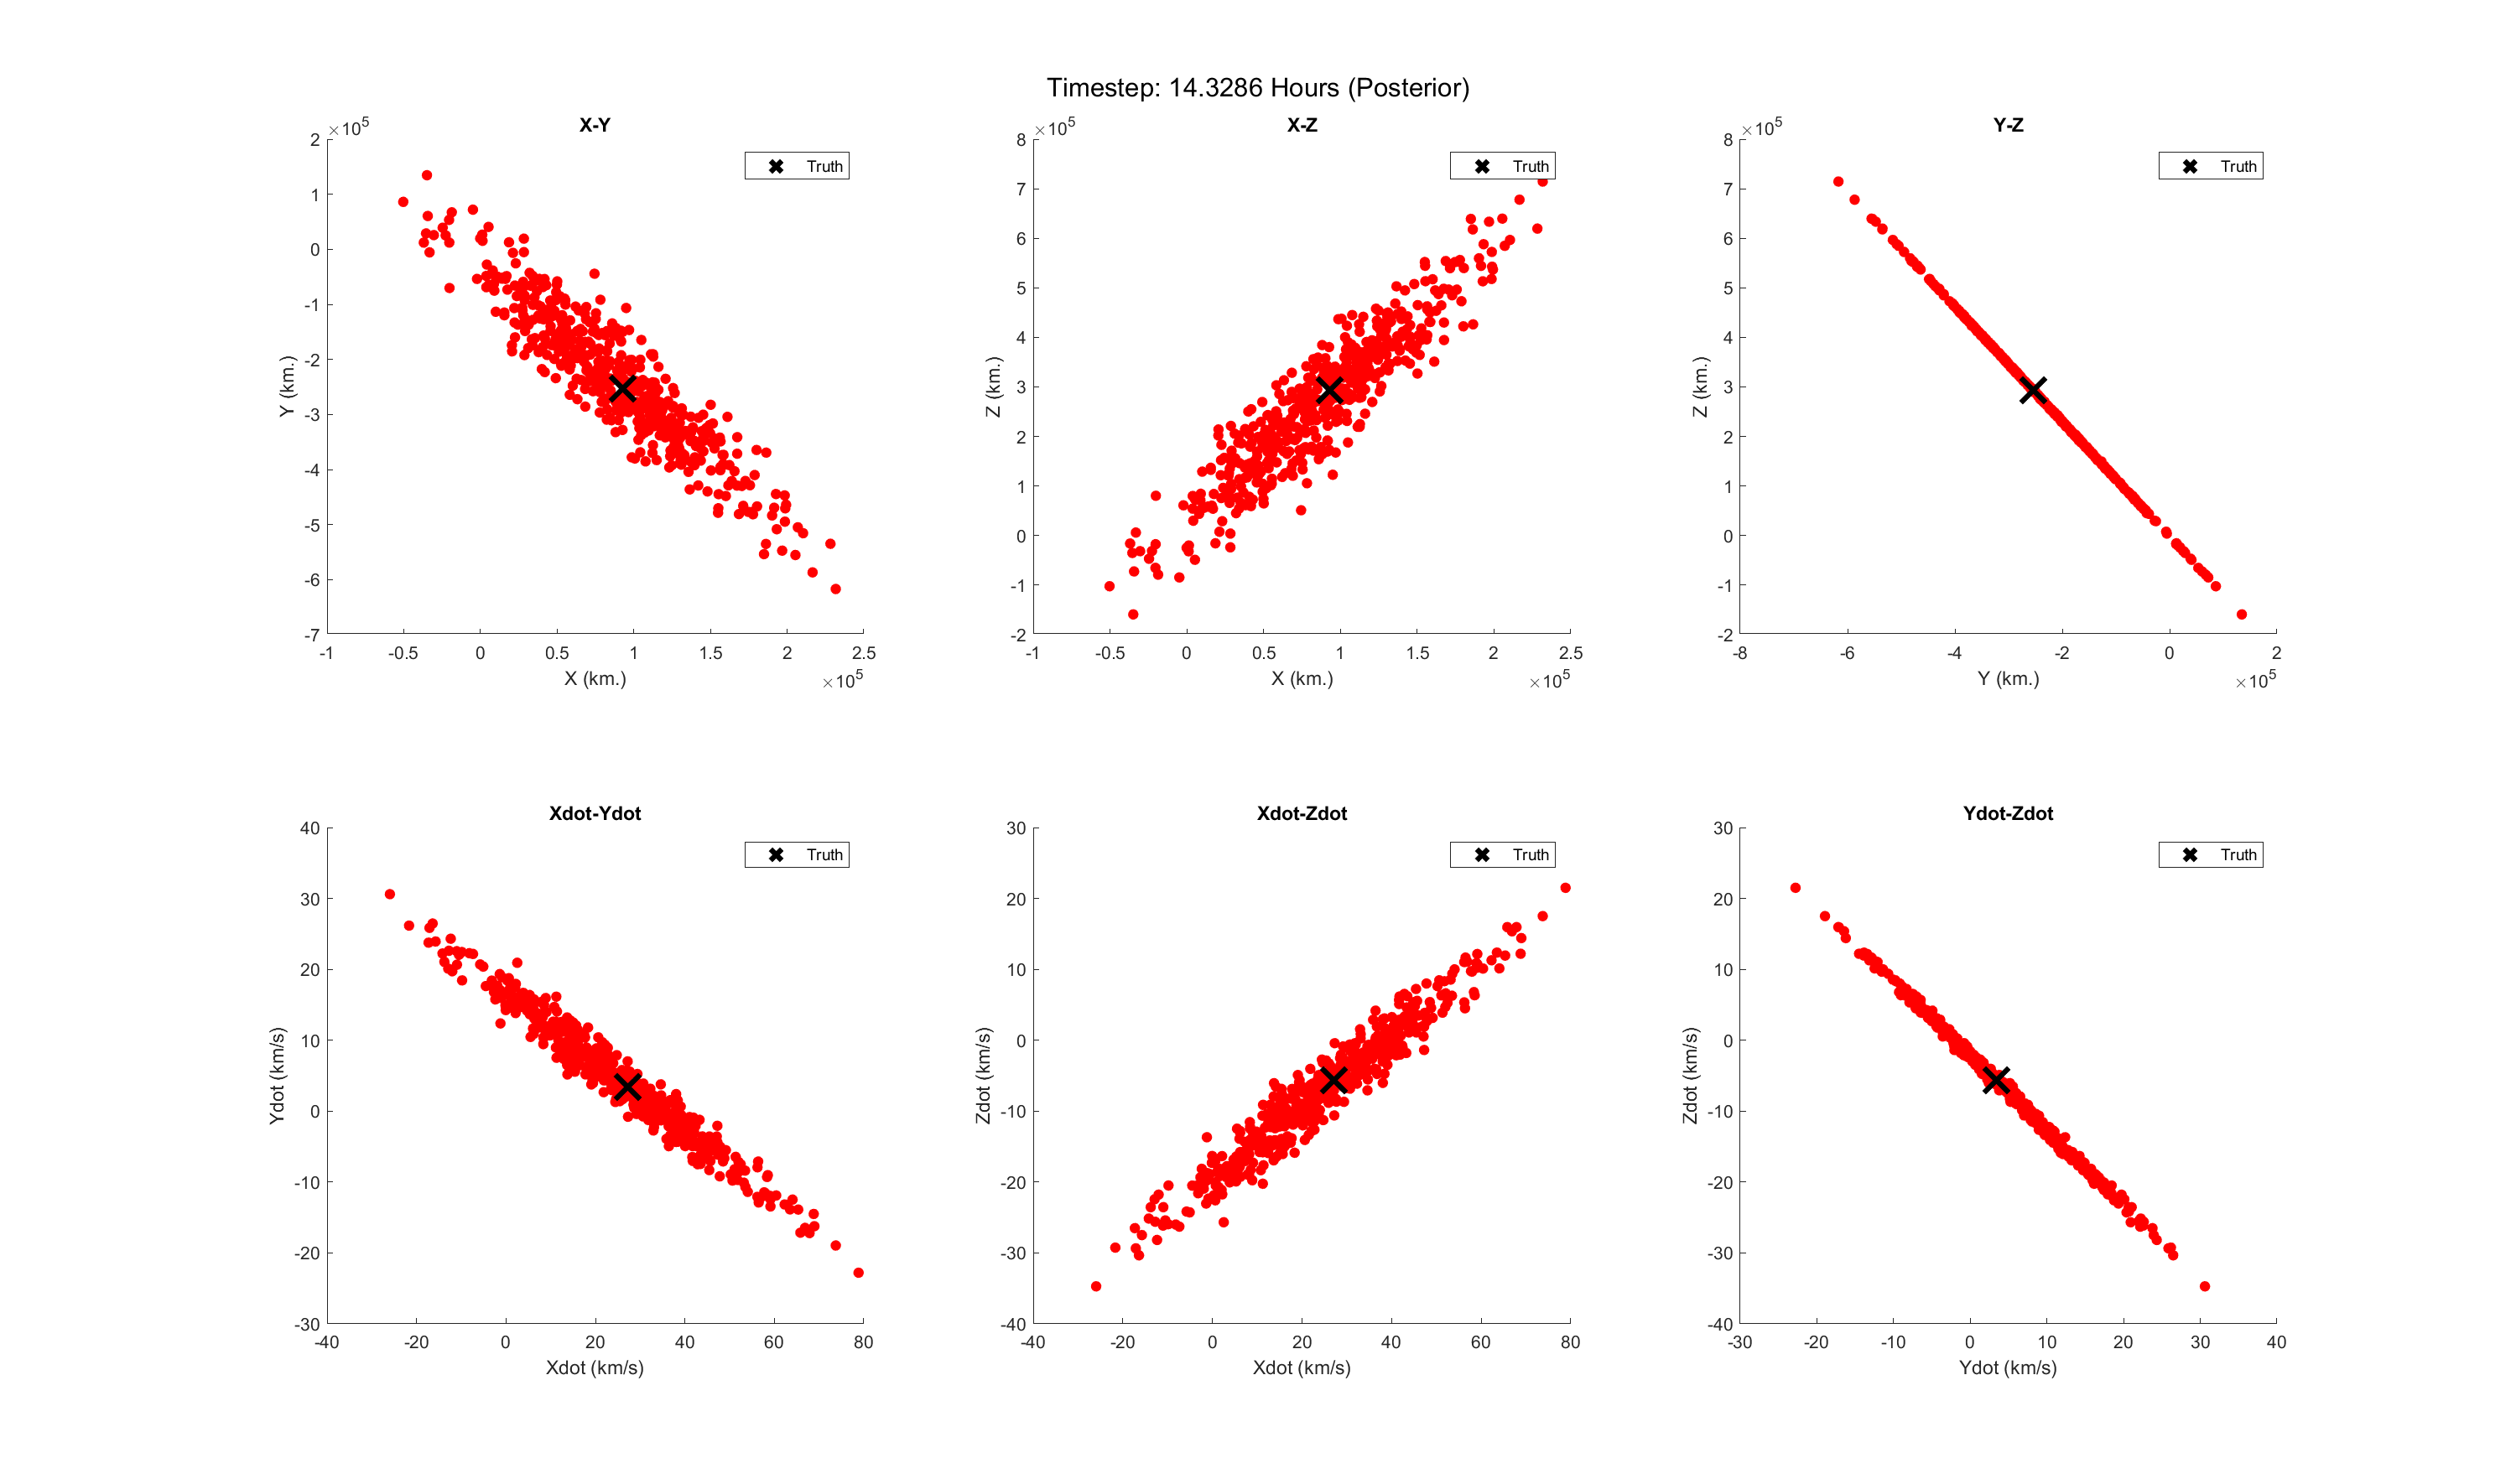 Timestep: 14.3286 Hours (Posterior)
X-Y
×10^5
Truth
2
1
0
-1
-2
-3
-4
-5
-6
-7
Y (km.)
-1 -0.5 0 0.5 1 1.5 2 2.5
X (km.)
×10^5
X-Z
×10^5
Truth
8
7
6
5
4
3
2
1
0
-1
-2
Z (km.)
-1 -0.5 0 0.5 1 1.5 2 2.5
X (km.)
×10^5
Y-Z
×10^5
Truth
8
7
6
5
4
3
2
1
0
-1
-2
Z (km.)
-8 -6 -4 -2 0 2
Y (km.)
×10^5
Xdot-Ydot
Truth
40
30
20
10
0
-10
-20
-30
Ydot (km/s)
-40 -20 0 20 40 60 80
Xdot (km/s)
Xdot-Zdot
Truth
30
20
10
0
-10
-20
-30
-40
Zdot (km/s)
-40 -20 0 20 40 60 80
Xdot (km/s)
Ydot-Zdot
Truth
30
20
10
0
-10
-20
-30
-40
Zdot (km/s)
-30 -20 -10 0 10 20 30 40
Ydot (km/s)